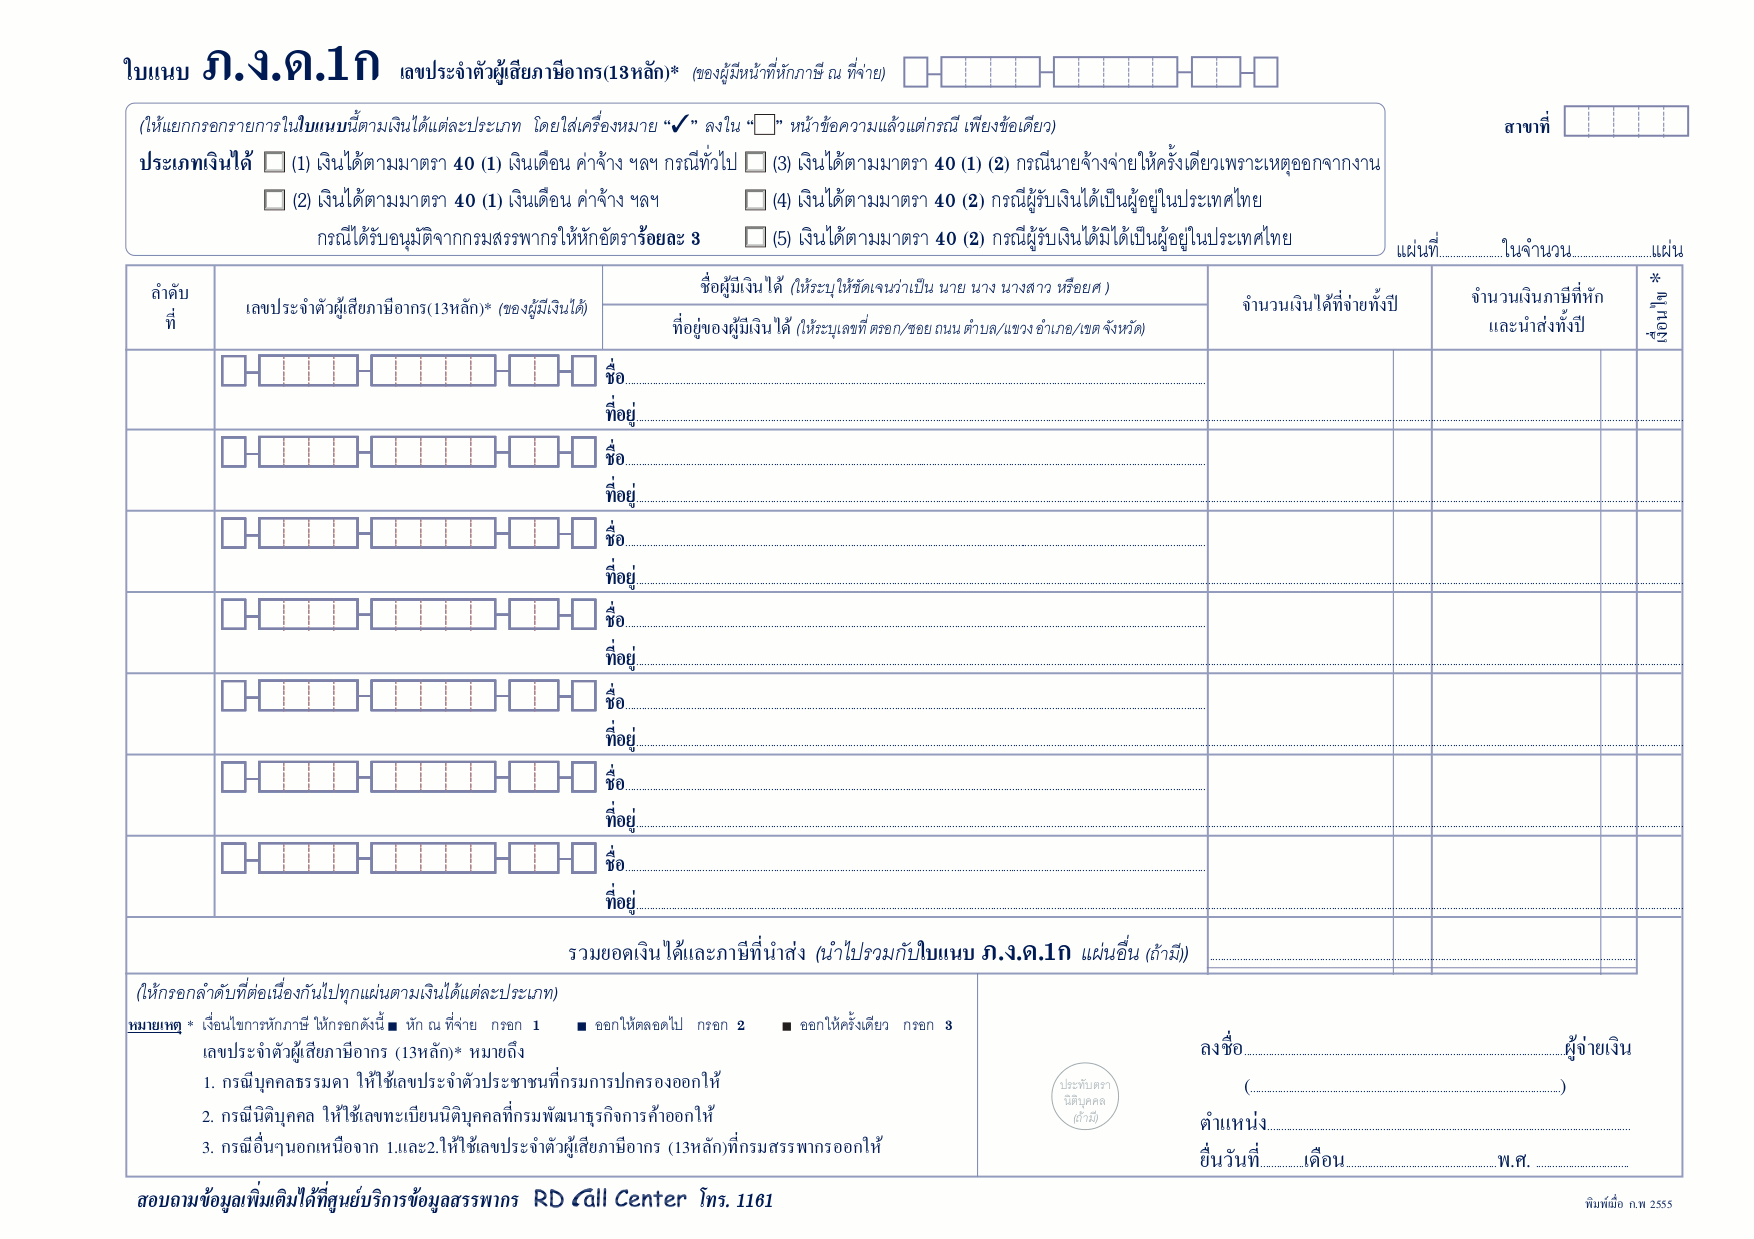 ใบแนบ ภ.ง.ด.1ก เลขประจำตัวผู้เสียภาษีอากร(13หลัก)* (ของผู้มีหน้าที่หักภาษี ณ ที่จ่าย)
(ให้แยกกรอกรายการในใบแนบนี้ตามเงินได้แต่ละประเภท โดยใส่เครื่องหมาย “✓” ลงใน “☐” หน้าข้อความแล้วแต่กรณี เพียงข้อเดียว)
สาขาที่
ประเภทเงินได้ ☐ (1) เงินได้ตามมาตรา 40 (1) เงินเดือน ค่าจ้าง ฯลฯ กรณีทั่วไป ☐ (3) เงินได้ตามมาตรา 40 (1) (2) กรณีนายจ้างจ่ายให้ครั้งเดียวเพราะเหตุออกจากงาน
☐ (2) เงินได้ตามมาตรา 40 (1) เงินเดือน ค่าจ้าง ฯลฯ ☐ (4) เงินได้ตามมาตรา 40 (2) กรณีผู้รับเงินได้เป็นผู้อยู่ในประเทศไทย
กรณีได้รับอนุมัติจากกรมสรรพากรให้หักอัตราร้อยละ 3 ☐ (5) เงินได้ตามมาตรา 40 (2) กรณีผู้รับเงินได้มิได้เป็นผู้อยู่ในประเทศไทย
แผ่นที่..........ในจำนวน..........แผ่น
ลำดับ
ที่
เลขประจำตัวผู้เสียภาษีอากร(13หลัก)* (ของผู้มีเงินได้)
ชื่อผู้มีเงินได้ (ให้ระบุให้ชัดเจนว่าเป็น นาย นาง นางสาว หรือยศ )
ที่อยู่ของผู้มีเงินได้ (ให้ระบุเลขที่ ตรอก/ซอย ถนน ตำบล/แขวง อำเภอ/เขต จังหวัด)
จำนวนเงินได้ที่จ่ายทั้งปี
จำนวนเงินภาษีที่หัก
และนำส่งทั้งปี
เงื่อนไข *
ชื่อ
ที่อยู่
ชื่อ
ที่อยู่
ชื่อ
ที่อยู่
ชื่อ
ที่อยู่
ชื่อ
ที่อยู่
ชื่อ
ที่อยู่
ชื่อ
ที่อยู่
รวมยอดเงินได้และภาษีที่นำส่ง (นำไปรวมกับใบแนบ ภ.ง.ด.1ก แผ่นอื่น (ถ้ามี))
(ให้กรอกลำดับที่ต่อเนื่องกันไปทุกแผ่นตามเงินได้แต่ละประเภท)
หมายเหตุ * เงื่อนไขการหักภาษี ให้กรอกดังนี้ ■ หัก ณ ที่จ่าย กรอก 1 ■ ออกให้ตลอดไป กรอก 2 ■ ออกให้ครั้งเดียว กรอก 3
เลขประจำตัวผู้เสียภาษีอากร (13หลัก)* หมายถึง
1. กรณีบุคคลธรรมดา ให้ใช้เลขประจำตัวประชาชนที่กรมการปกครองออกให้
2. กรณีนิติบุคคล ให้ใช้เลขทะเบียนนิติบุคคลที่กรมพัฒนาธุรกิจการค้าออกให้
3. กรณีอื่นๆนอกเหนือจาก 1.และ2.ให้ใช้เลขประจำตัวผู้เสียภาษีอากร (13หลัก)ที่กรมสรรพากรออกให้
ประทับตรา
นิติบุคคล
(ถ้ามี)
ลงชื่อ....................ผู้จ่ายเงิน
(....................)
ตำแหน่ง....................
ยื่นวันที่..........เดือน....................พ.ศ. ..........
สอบถามข้อมูลเพิ่มเติมได้ที่ศูนย์บริการข้อมูลสรรพากร RD Call Center โทร. 1161
พิมพ์เมื่อ ก.พ 2555